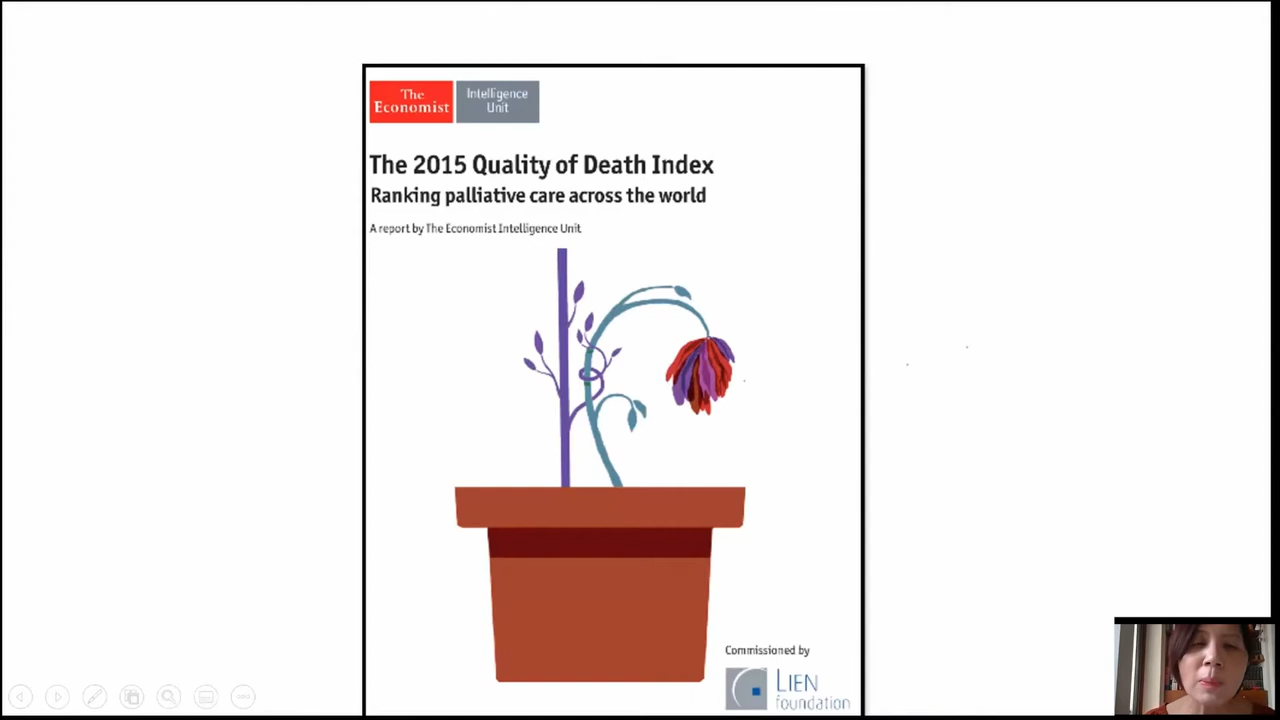 The
Economist
Intelligence
Unit
The 2015 Quality of Death Index
Ranking palliative care across the world
A report by The Economist Intelligence Unit
Commissioned by
LIEN
foundation